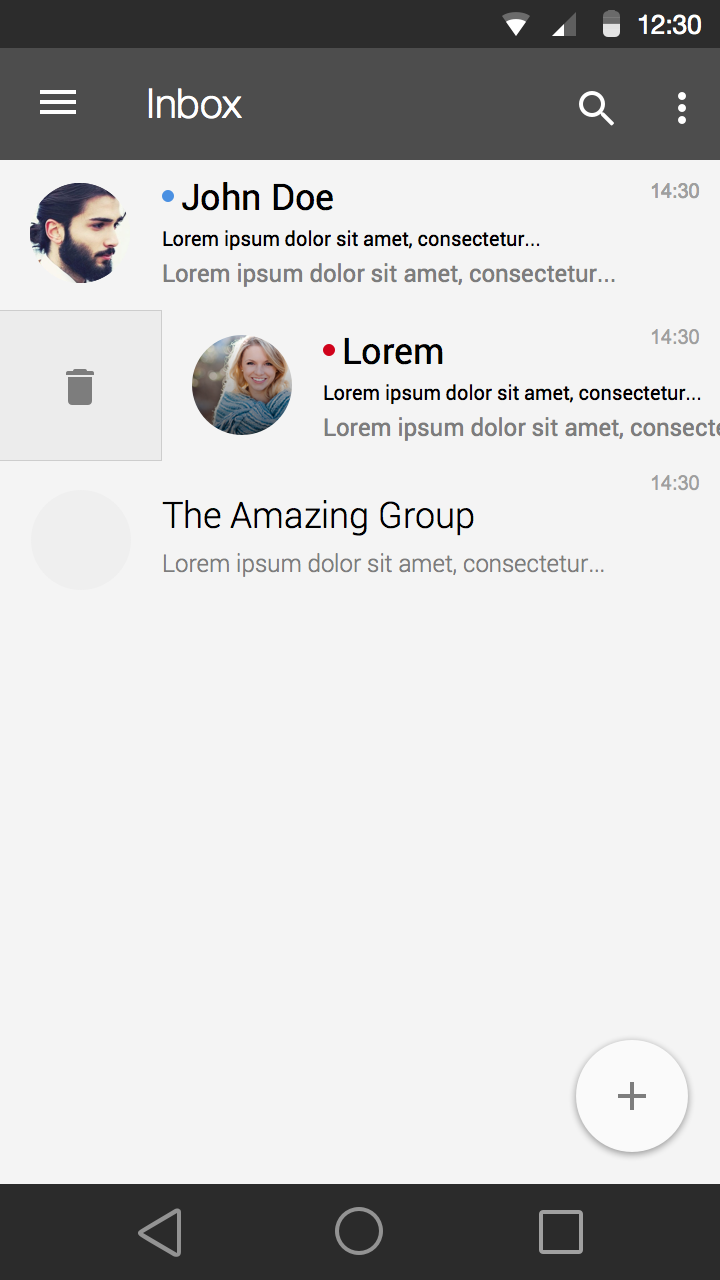 12:30
Inbox
John Doe
14:30
Lorem ipsum dolor sit amet, consectetur...
Lorem ipsum dolor sit amet, consectetur...
14:30
Lorem
Lorem ipsum dolor sit amet, consectetur...
Lorem ipsum dolor sit amet, consecte
14:30
The Amazing Group
Lorem ipsum dolor sit amet, consectetur...